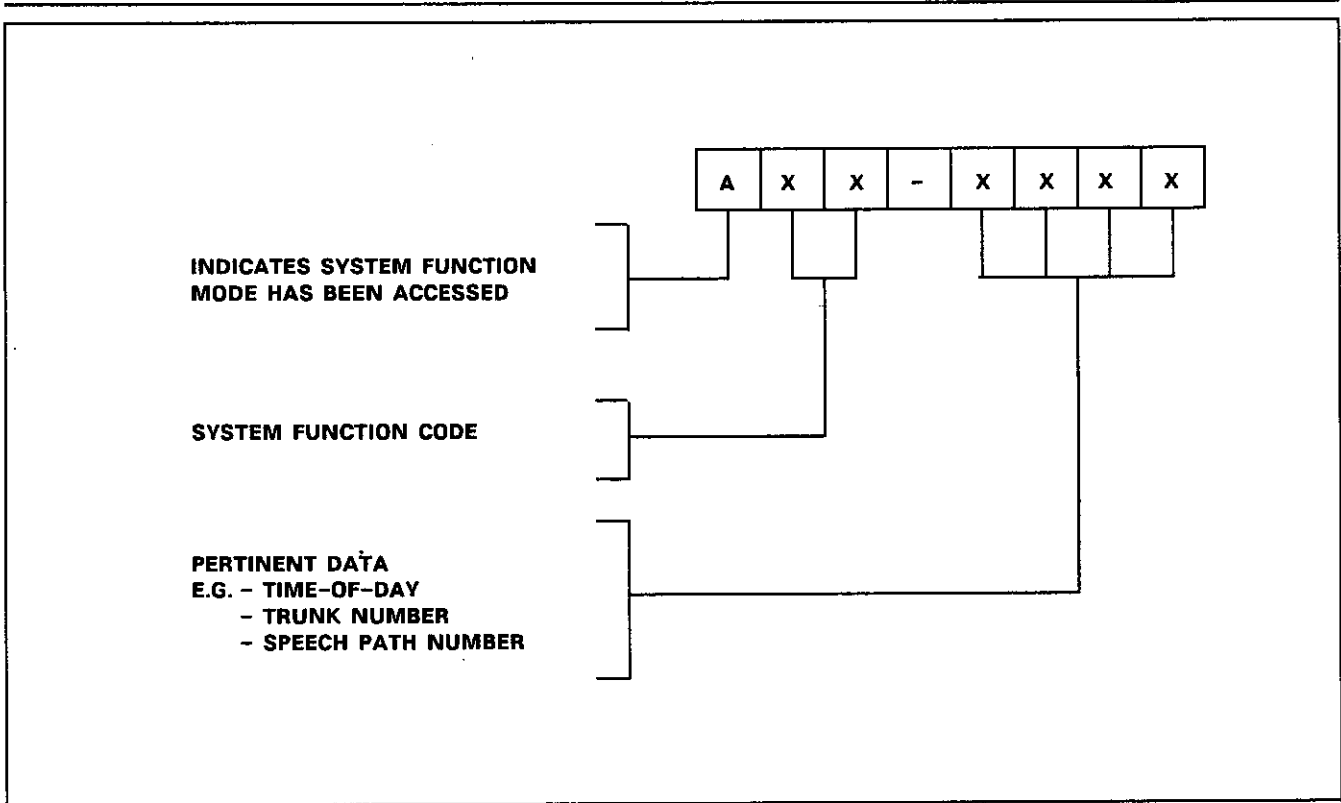 A X X - X X X X
INDICATES SYSTEM FUNCTION
MODE HAS BEEN ACCESSED
SYSTEM FUNCTION CODE
PERTINENT DATA
E.G. - TIME-OF-DAY
- TRUNK NUMBER
- SPEECH PATH NUMBER